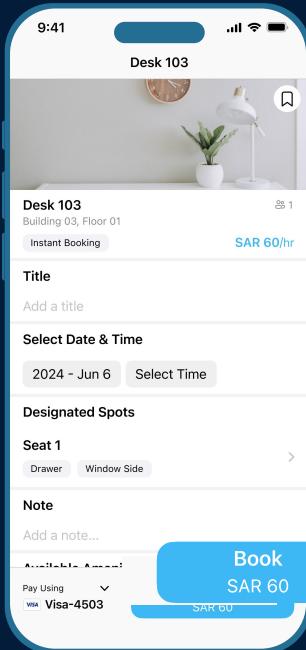 9:41
Desk 103
Desk 103
1
Building 03, Floor 01
Instant Booking
SAR 60/hr
Title
Add a title
Select Date & Time
2024 - Jun 6
Select Time
Designated Spots
Seat 1
Drawer
Window Side
Note
Add a note...
Available
Book
SAR 60
Pay Using
VISA
Visa-4503
SAR 60